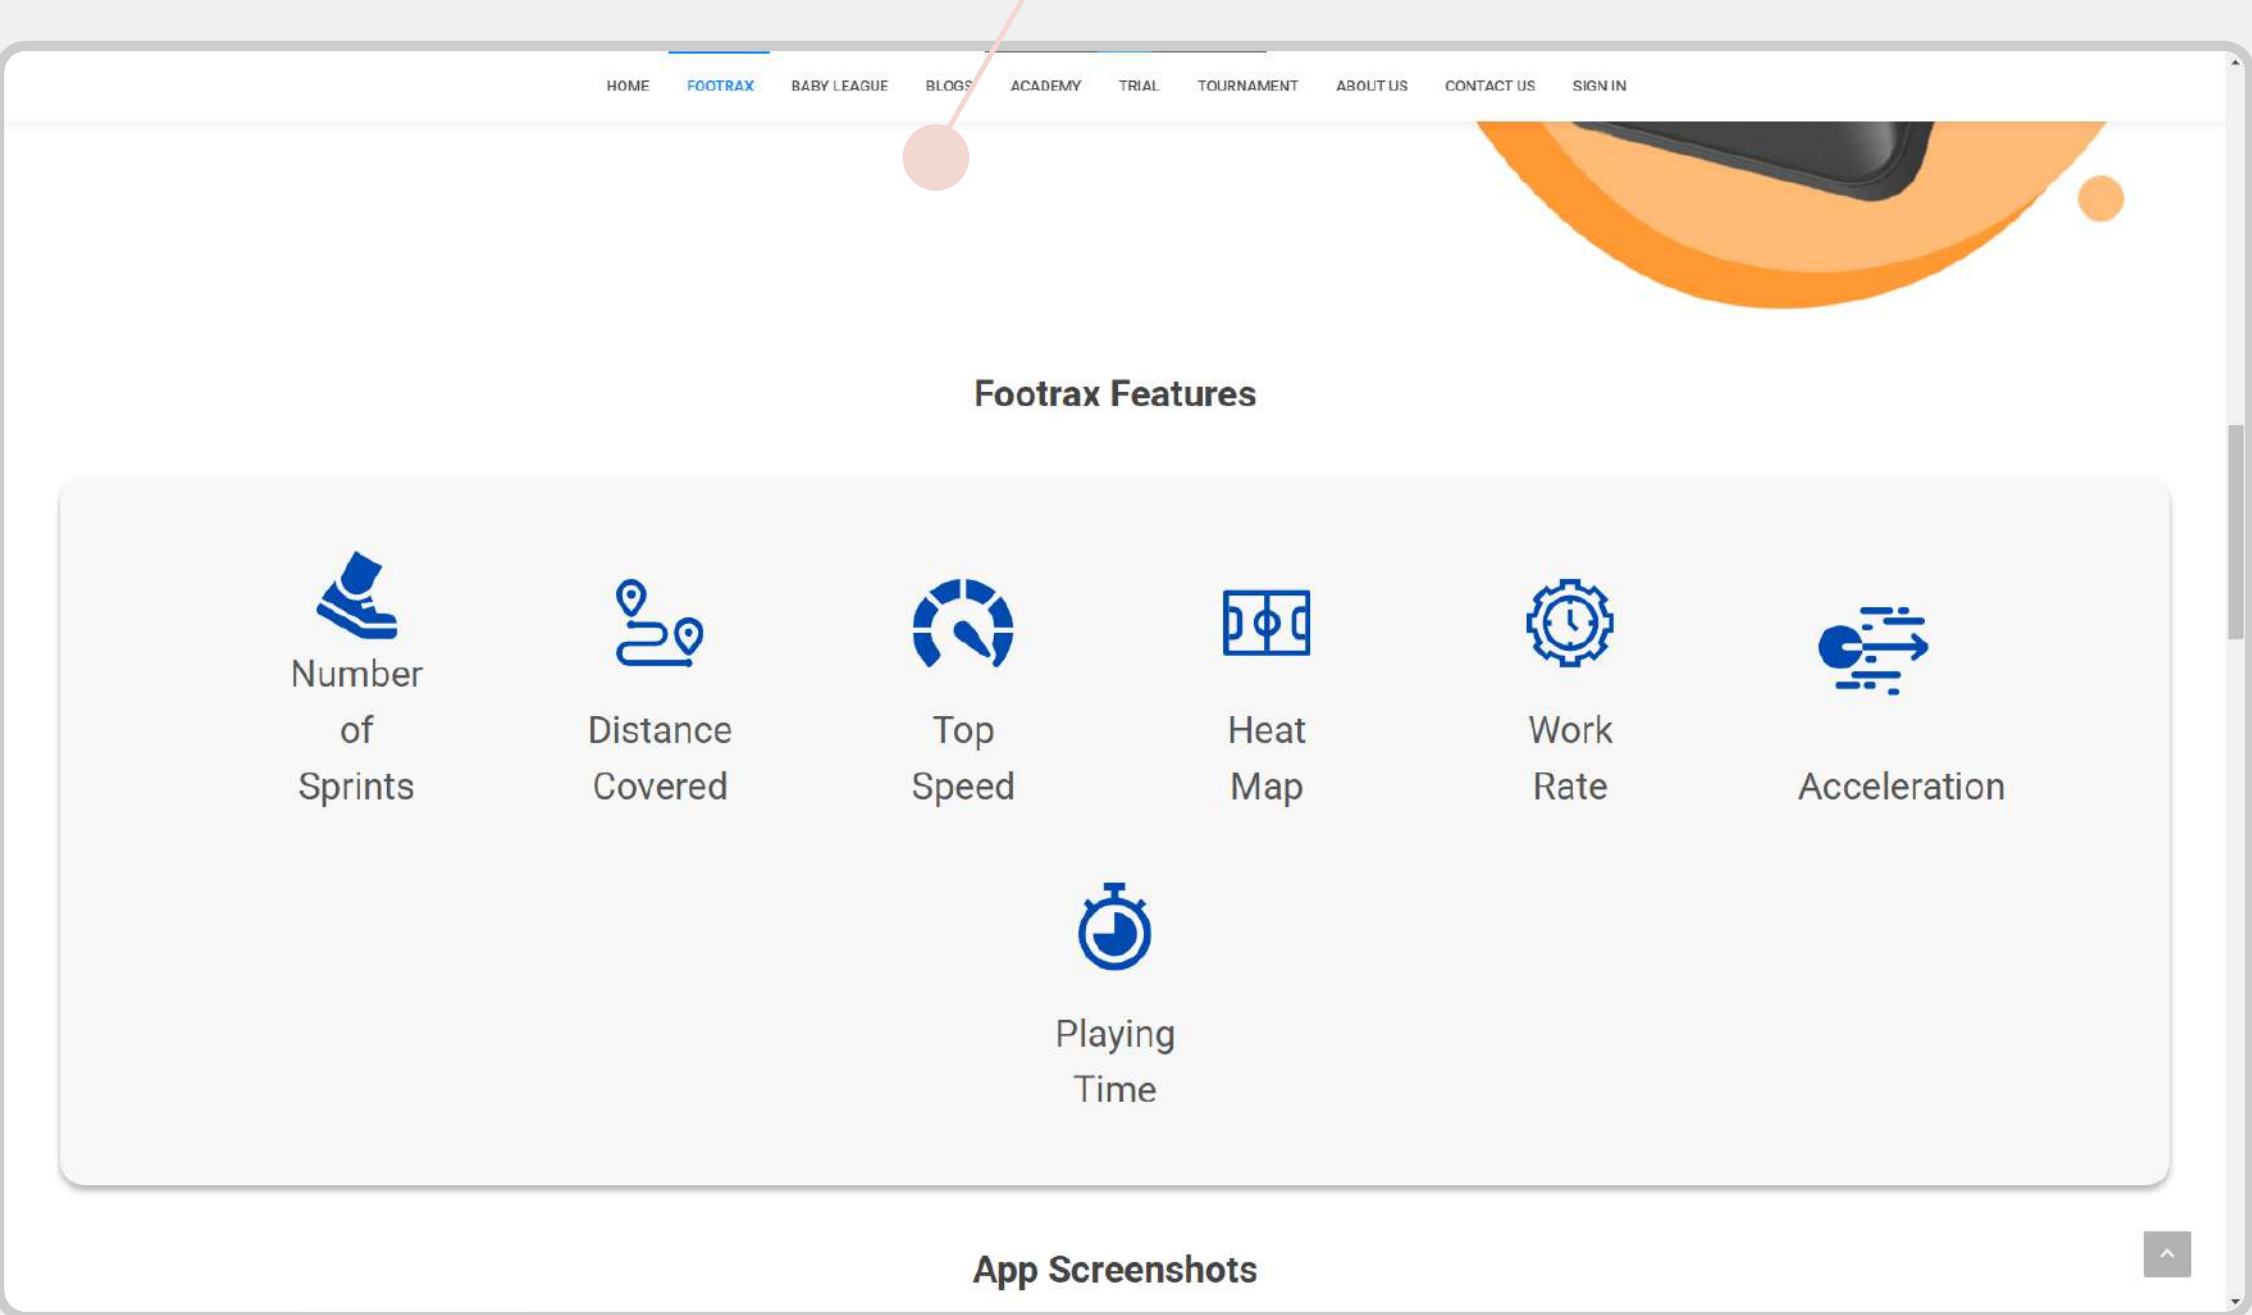 HOME FOOTRAX BABY LEAGUE BLOGS ACADEMY TRIAL TOURNAMENT ABOUT US CONTACT US SIGN IN
Footrax Features
Number
of
Sprints
Distance
Covered
Top
Speed
Heat
Map
Work
Rate
Acceleration
Playing
Time
App Screenshots